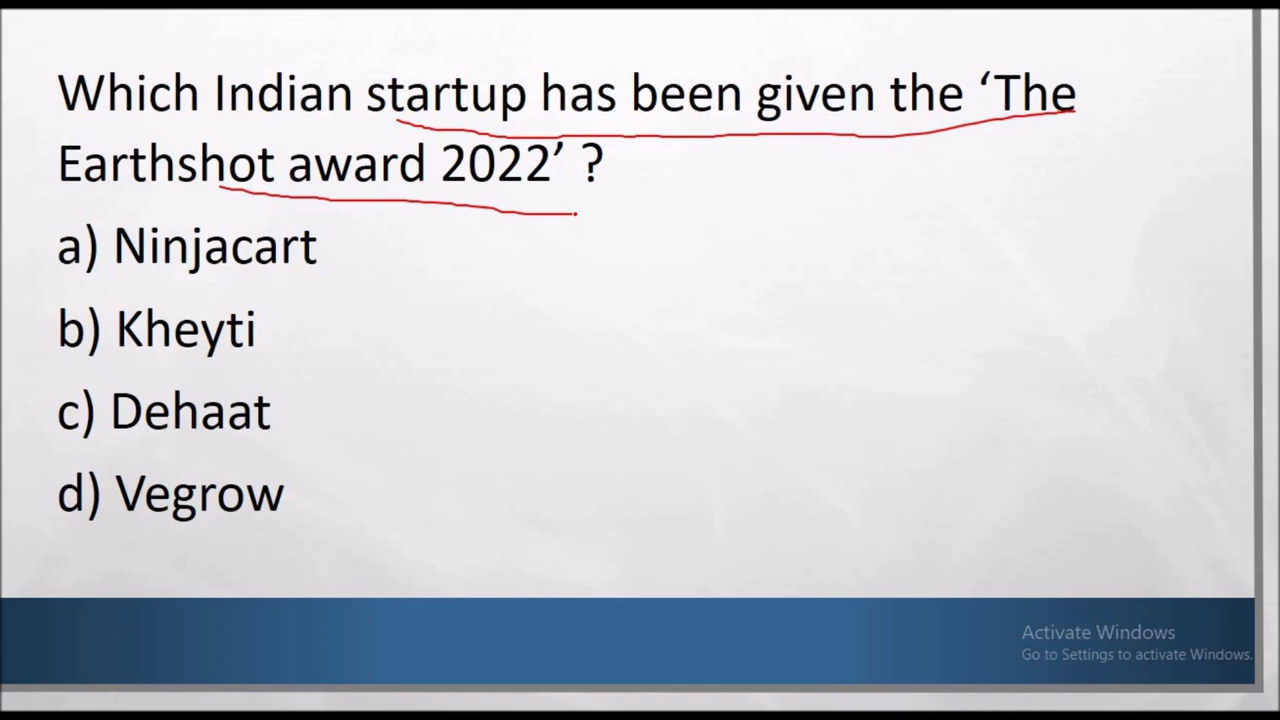 Which Indian startup has been given the ‘The
Earthshot award 2022’ ?
a) Ninjacart
b) Kheyti
c) Dehaat
d) Vegrow
Activate Windows
Go to Settings to activate Windows.